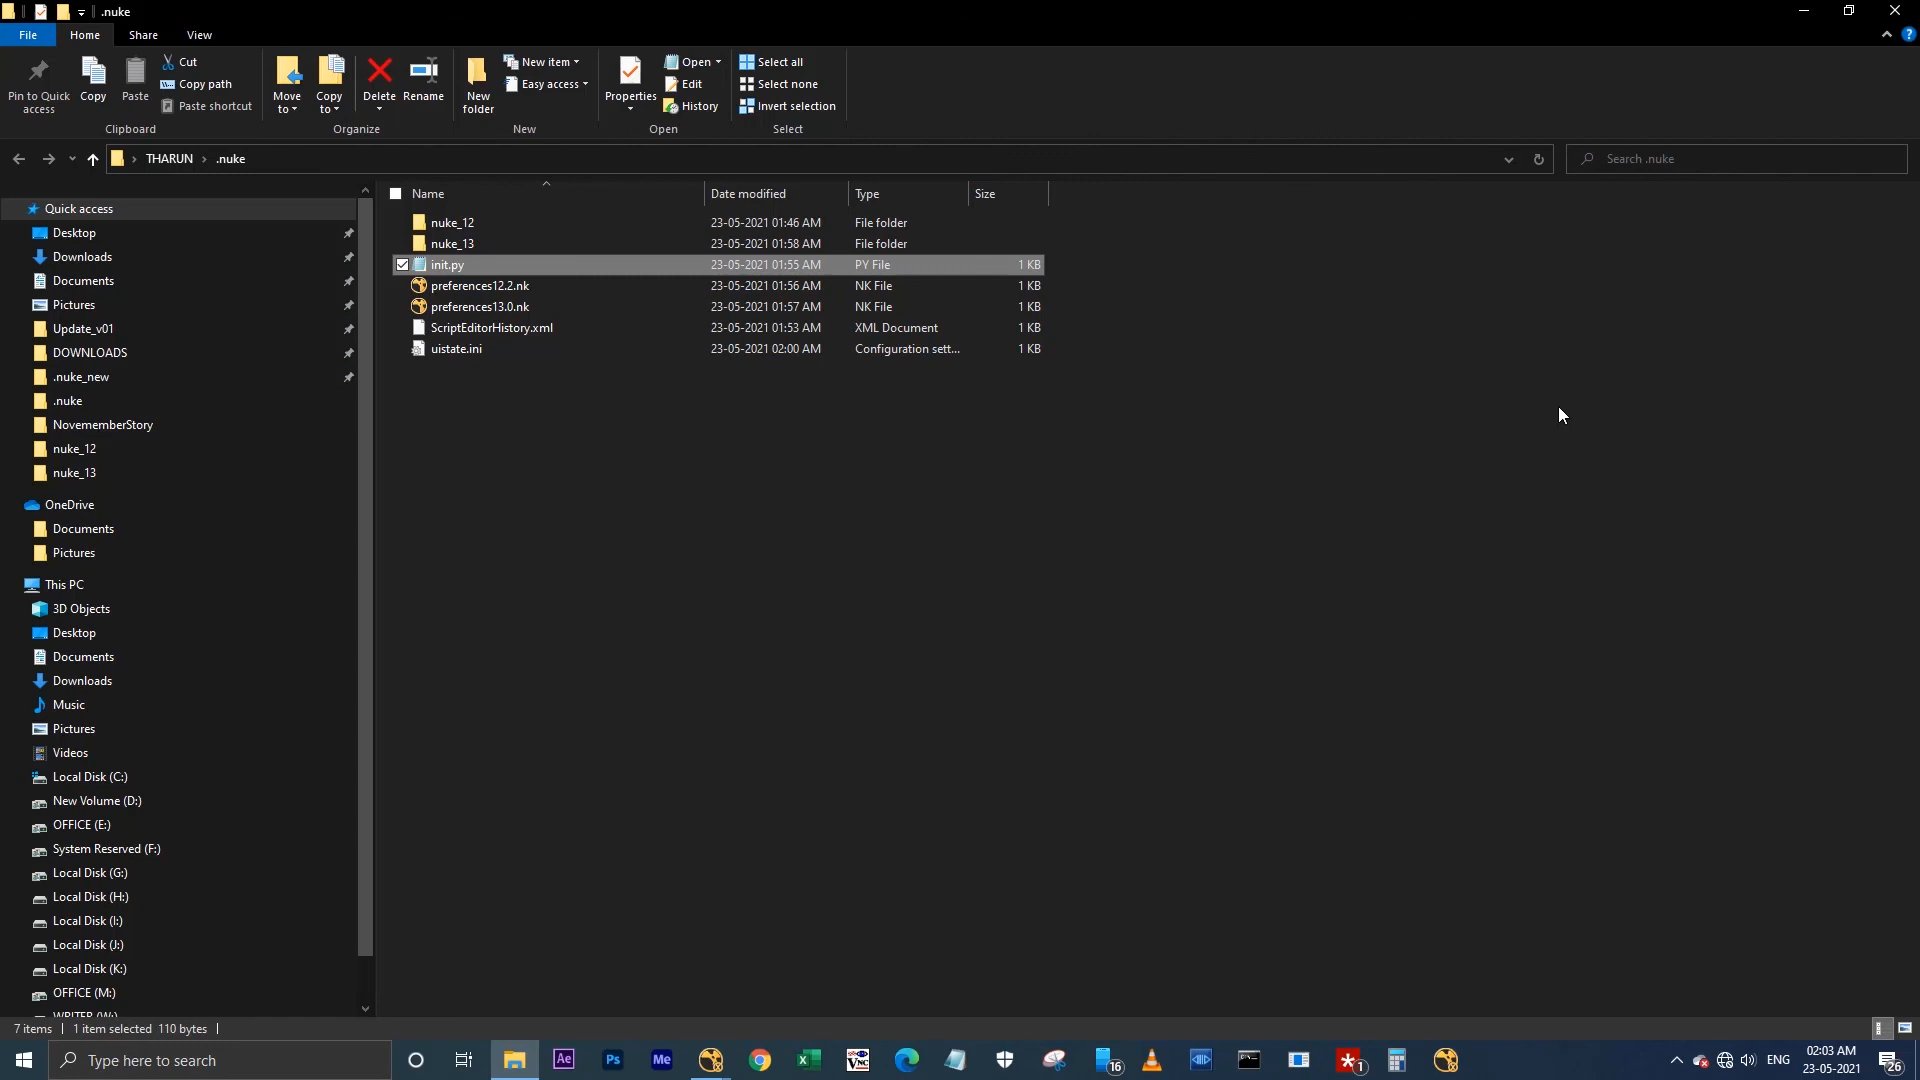 .nuke
File Home Share View
Pin to Quick access
Copy
Paste
Cut
Copy path
Paste shortcut
Clipboard
Move to
Copy to
Delete
Rename
Organize
New folder
New item
Easy access
New
Properties
Open
Edit
History
Open
Select all
Select none
Invert selection
Select
THARUN > .nuke
Search .nuke
Quick access
Desktop
Downloads
Documents
Pictures
Update_v01
DOWNLOADS
.nuke_new
.nuke
NovememberStory
nuke_12
nuke_13
OneDrive
Documents
Pictures
This PC
3D Objects
Desktop
Documents
Downloads
Music
Pictures
Videos
Local Disk (C:)
New Volume (D:)
OFFICE (E:)
System Reserved (F:)
Local Disk (G:)
Local Disk (H:)
Local Disk (I:)
Local Disk (J:)
Local Disk (K:)
OFFICE (M:)
WRITER (W:)
Name Date modified Type Size
nuke_12 23-05-2021 01:46 AM File folder
nuke_13 23-05-2021 01:58 AM File folder
init.py 23-05-2021 01:55 AM PY File 1 KB
preferences12.2.nk 23-05-2021 01:56 AM NK File 1 KB
preferences13.0.nk 23-05-2021 01:57 AM NK File 1 KB
ScriptEditorHistory.xml 23-05-2021 01:53 AM XML Document 1 KB
uistate.ini 23-05-2021 02:00 AM Configuration sett... 1 KB
7 items 1 item selected 110 bytes
Type here to search
Ae
Ps
Me
VNC
16
1
ENG
02:03 AM
23-05-2021
26